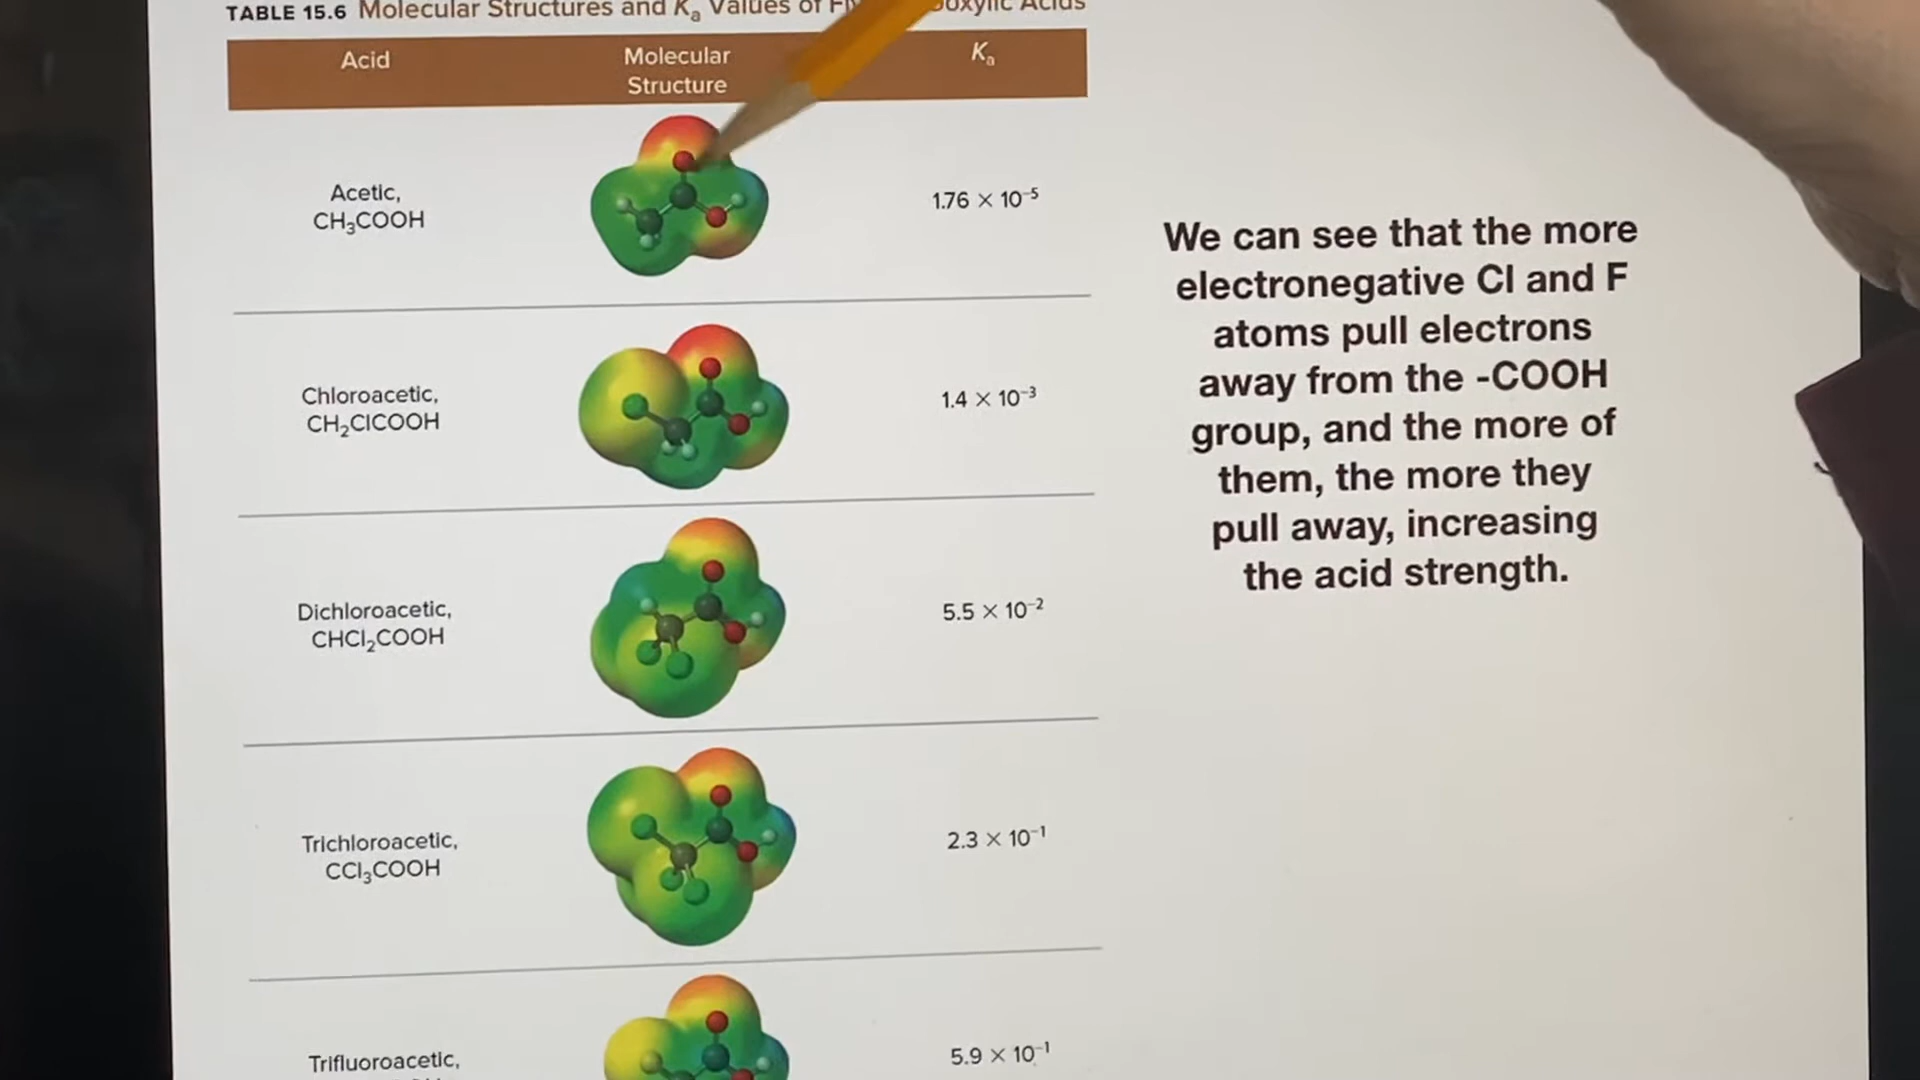 TABLE 15.6 Molecular Structures and Kₐ Values of Acids
Acid
Molecular
Structure
Kₐ
Acetic,
CH₃COOH
1.76 × 10⁻⁵
Chloroacetic,
CH₂ClCOOH
1.4 × 10⁻³
Dichloroacetic,
CHCl₂COOH
5.5 × 10⁻²
Trichloroacetic,
CCl₃COOH
2.3 × 10⁻¹
Trifluoroacetic,
5.9 × 10⁻¹
We can see that the more
electronegative Cl and F
atoms pull electrons
away from the -COOH
group, and the more of
them, the more they
pull away, increasing
the acid strength.